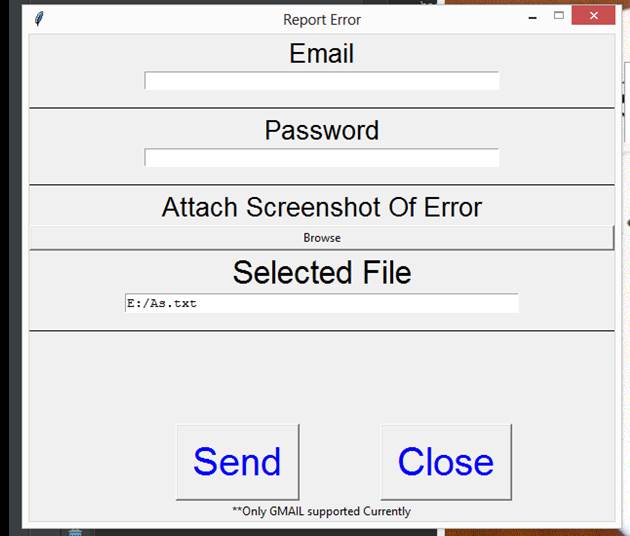 Report Error
Email
Password
Attach Screenshot Of Error
Browse
Selected File
E:/As.txt
Send
Close
**Only GMAIL supported Currently